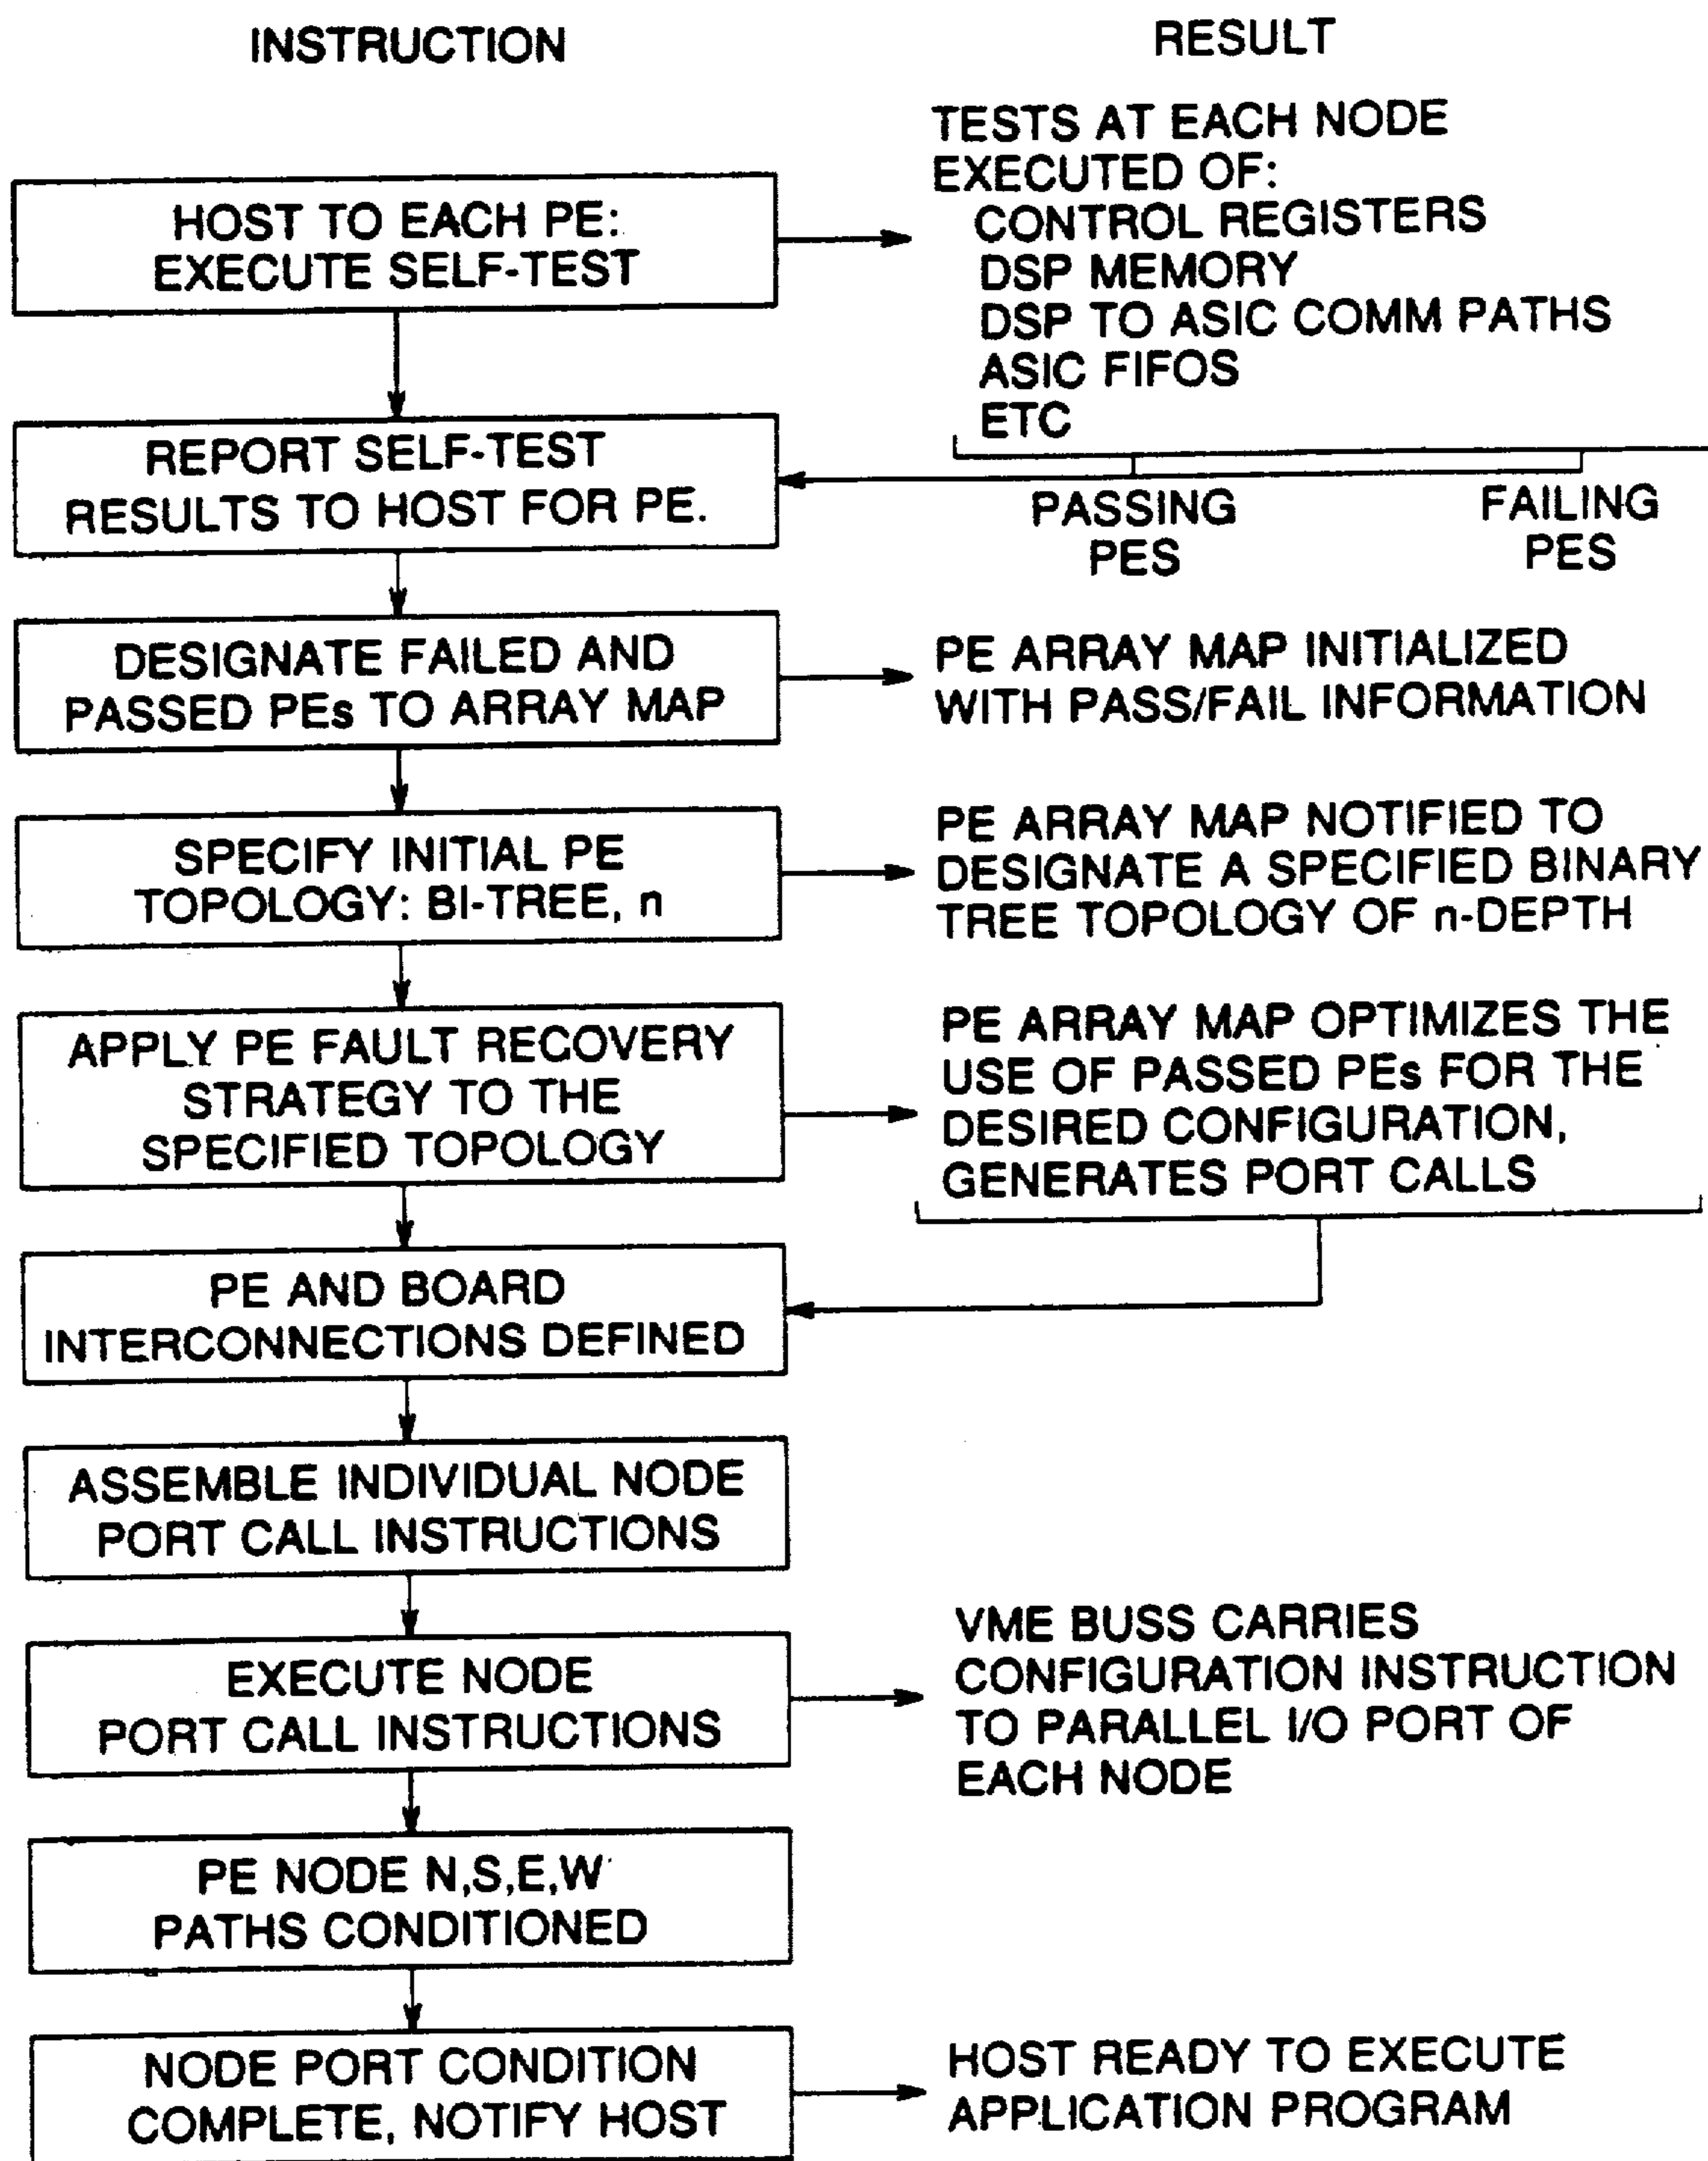 INSTRUCTION
RESULT
HOST TO EACH PE:
EXECUTE SELF-TEST
TESTS AT EACH NODE
EXECUTED OF:
CONTROL REGISTERS
DSP MEMORY
DSP TO ASIC COMM PATHS
ASIC FIFOS
ETC
REPORT SELF-TEST
RESULTS TO HOST FOR PE.
PASSING
PES
FAILING
PES
DESIGNATE FAILED AND
PASSED PEs TO ARRAY MAP
PE ARRAY MAP INITIALIZED
WITH PASS/FAIL INFORMATION
SPECIFY INITIAL PE
TOPOLOGY: BI-TREE, n
PE ARRAY MAP NOTIFIED TO
DESIGNATE A SPECIFIED BINARY
TREE TOPOLOGY OF n-DEPTH
APPLY PE FAULT RECOVERY
STRATEGY TO THE
SPECIFIED TOPOLOGY
PE ARRAY MAP OPTIMIZES THE
USE OF PASSED PEs FOR THE
DESIRED CONFIGURATION,
GENERATES PORT CALLS
PE AND BOARD
INTERCONNECTIONS DEFINED
ASSEMBLE INDIVIDUAL NODE
PORT CALL INSTRUCTIONS
EXECUTE NODE
PORT CALL INSTRUCTIONS
VME BUSS CARRIES
CONFIGURATION INSTRUCTION
TO PARALLEL I/O PORT OF
EACH NODE
PE NODE N,S,E,W
PATHS CONDITIONED
NODE PORT CONDITION
COMPLETE, NOTIFY HOST
HOST READY TO EXECUTE
APPLICATION PROGRAM